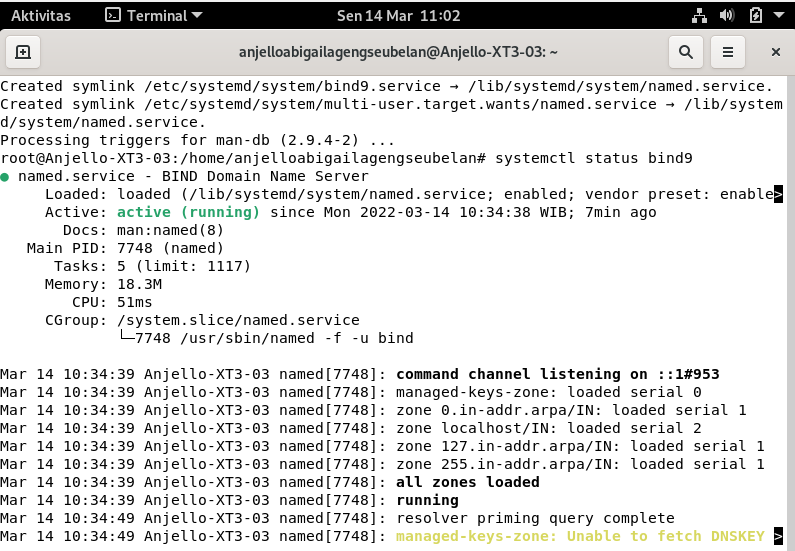 Aktivitas Terminal Sen 14 Mar 11:02
anjelloabigailagengseubelan@Anjello-XT3-03: ~
Created symlink /etc/systemd/system/bind9.service → /lib/systemd/system/named.service.
Created symlink /etc/systemd/system/multi-user.target.wants/named.service → /lib/system
d/system/named.service.
Processing triggers for man-db (2.9.4-2) ...
root@Anjello-XT3-03:/home/anjelloabigailagengseubelan# systemctl status bind9
● named.service - BIND Domain Name Server
     Loaded: loaded (/lib/systemd/system/named.service; enabled; vendor preset: enable>
     Active: active (running) since Mon 2022-03-14 10:34:38 WIB; 7min ago
       Docs: man:named(8)
   Main PID: 7748 (named)
      Tasks: 5 (limit: 1117)
     Memory: 18.3M
        CPU: 51ms
     CGroup: /system.slice/named.service
             └─7748 /usr/sbin/named -f -u bind
Mar 14 10:34:39 Anjello-XT3-03 named[7748]: command channel listening on ::1#953
Mar 14 10:34:39 Anjello-XT3-03 named[7748]: managed-keys-zone: loaded serial 0
Mar 14 10:34:39 Anjello-XT3-03 named[7748]: zone 0.in-addr.arpa/IN: loaded serial 1
Mar 14 10:34:39 Anjello-XT3-03 named[7748]: zone localhost/IN: loaded serial 2
Mar 14 10:34:39 Anjello-XT3-03 named[7748]: zone 127.in-addr.arpa/IN: loaded serial 1
Mar 14 10:34:39 Anjello-XT3-03 named[7748]: zone 255.in-addr.arpa/IN: loaded serial 1
Mar 14 10:34:39 Anjello-XT3-03 named[7748]: all zones loaded
Mar 14 10:34:39 Anjello-XT3-03 named[7748]: running
Mar 14 10:34:49 Anjello-XT3-03 named[7748]: resolver priming query complete
Mar 14 10:34:49 Anjello-XT3-03 named[7748]: managed-keys-zone: Unable to fetch DNSKEY >